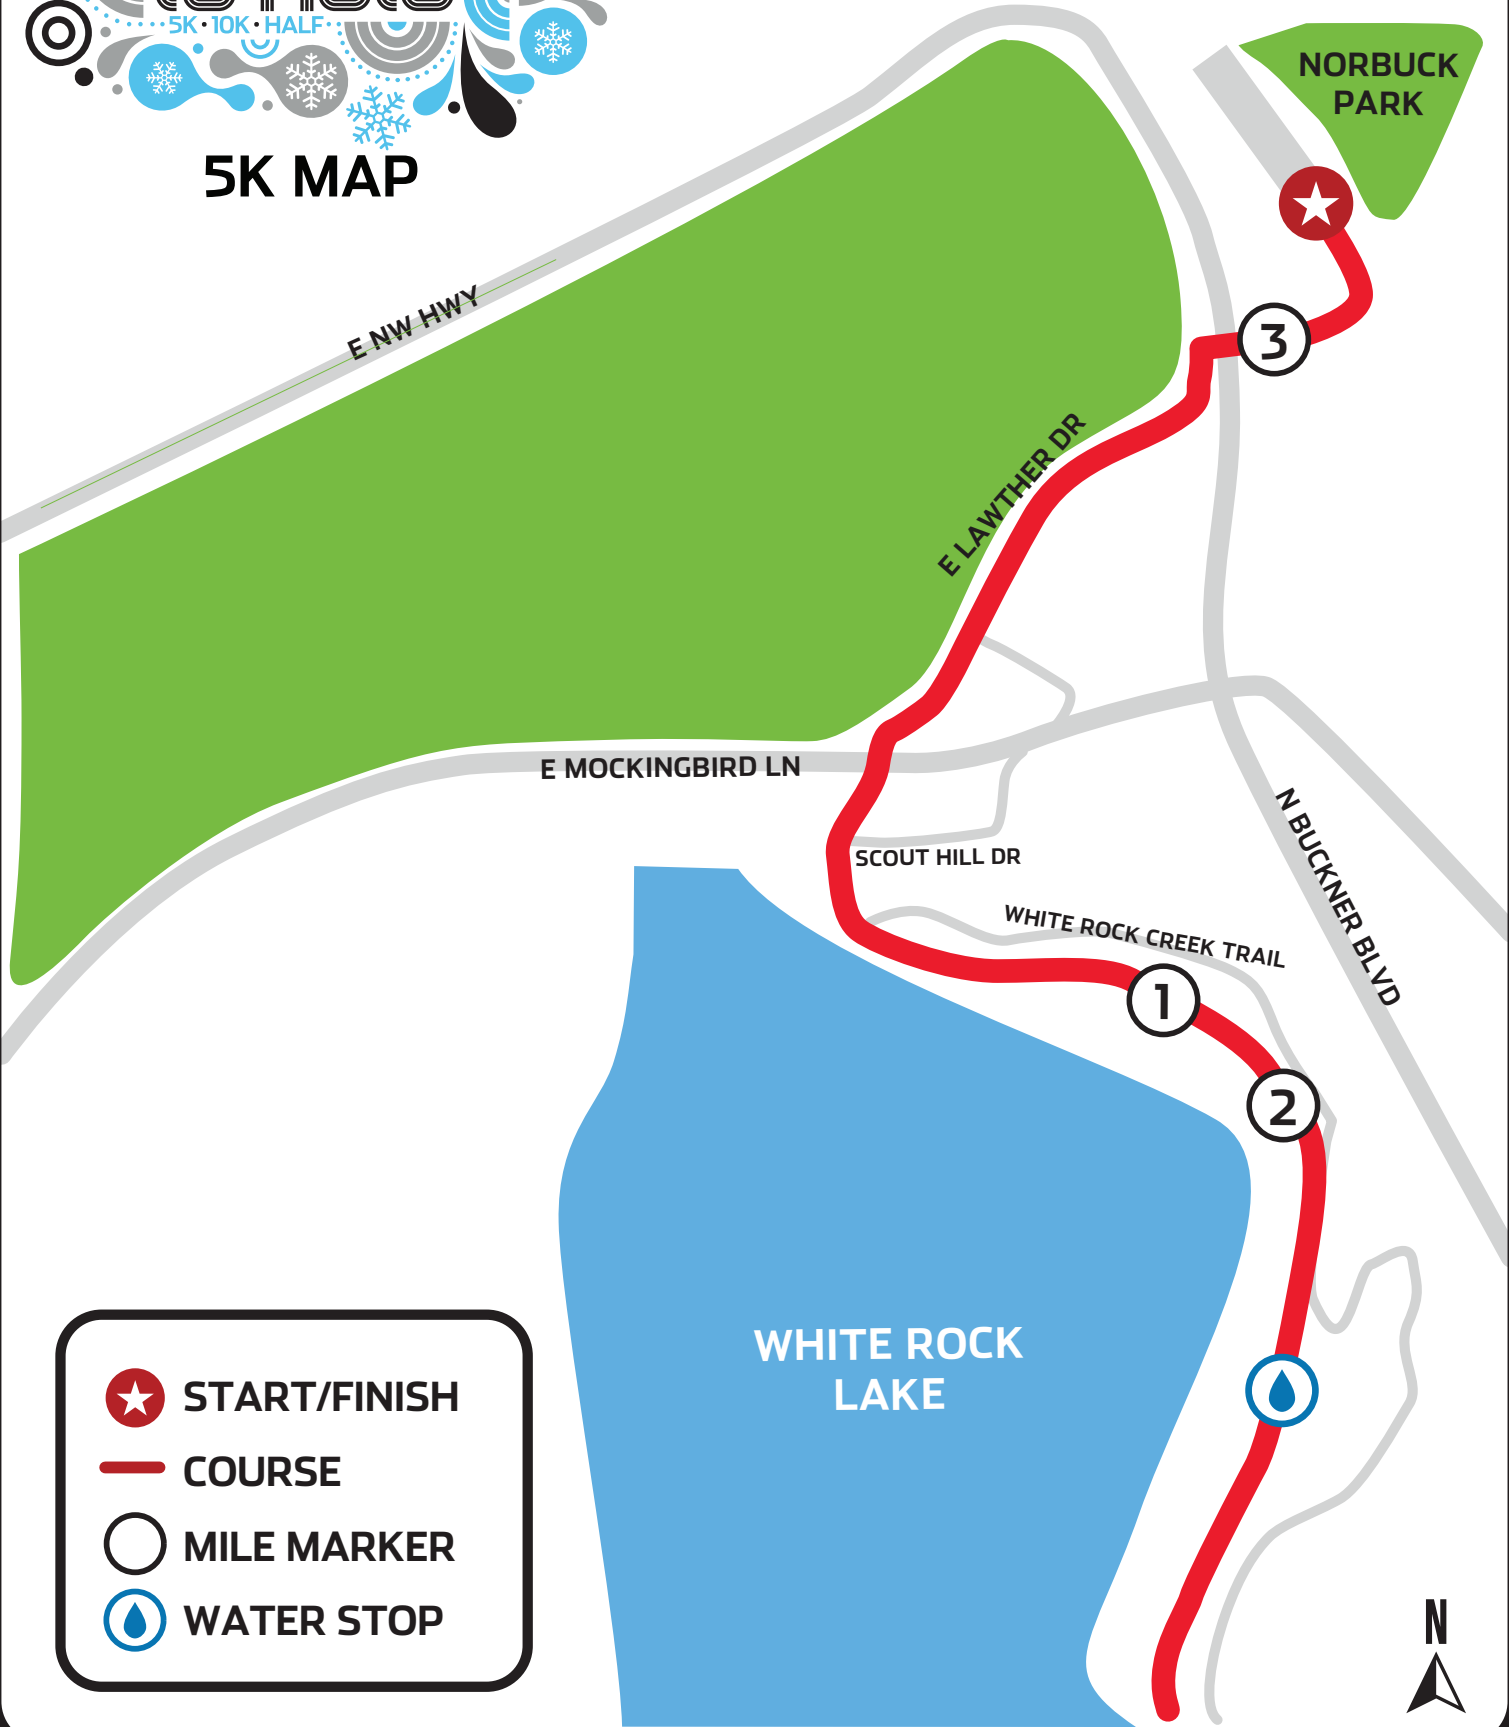 5K • 10K • HALF
5K MAP
NORBUCK
PARK
E NW HWY
3
E LAWTHER DR
E MOCKINGBIRD LN
N BUCKNER BLVD
SCOUT HILL DR
WHITE ROCK CREEK TRAIL
1
2
WHITE ROCK
LAKE
START/FINISH
COURSE
MILE MARKER
WATER STOP
N